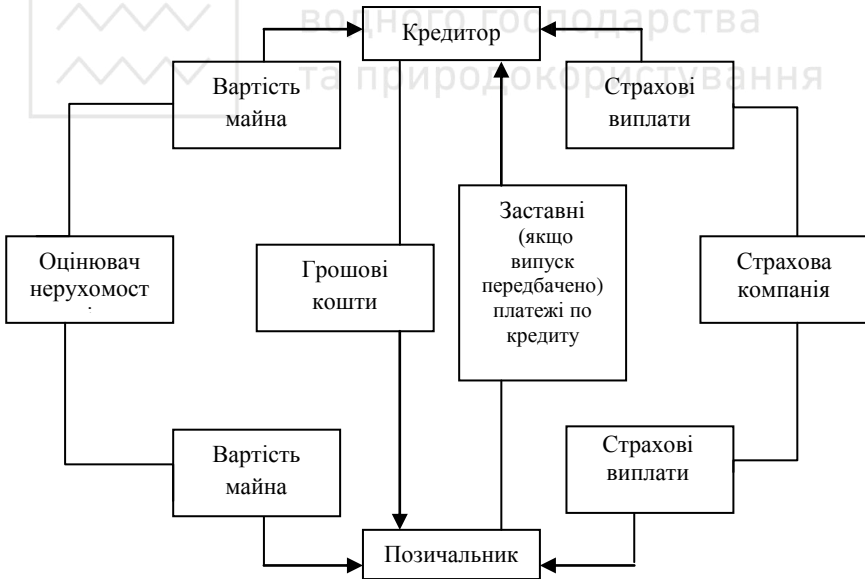 водного господарства
та природокористування
Кредитор
Вартість
майна
Страхові
виплати
Оцінювач
нерухомост
і
Грошові
кошти
Заставні
(якщо
випуск
передбачено)
платежі по
кредиту
Страхова
компанія
Вартість
майна
Страхові
виплати
Позичальник